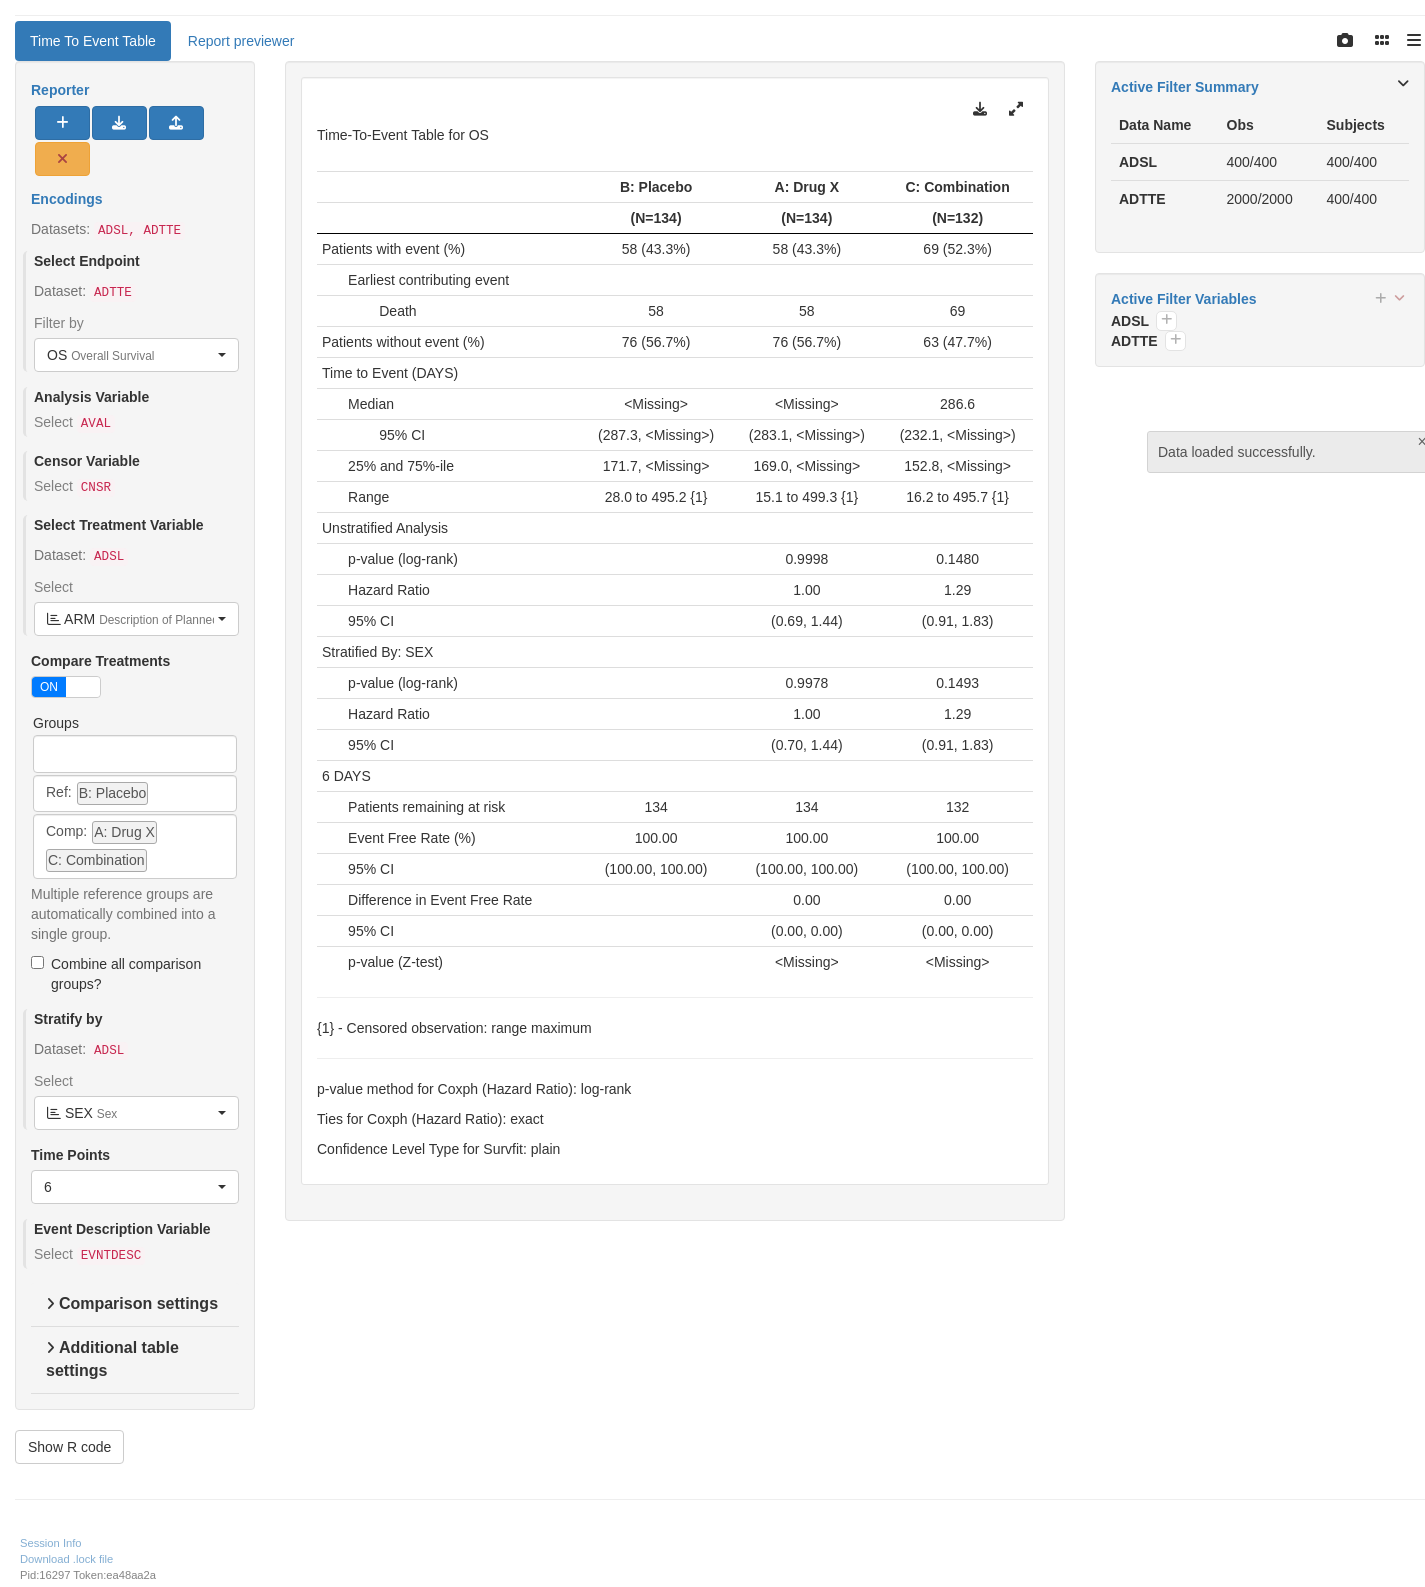 Time To Event Table
Report previewer
Reporter
Encodings
Datasets: ADSL, ADTTE
Select Endpoint
Dataset: ADTTE
Filter by
OS Overall Survival
Analysis Variable
Select AVAL
Censor Variable
Select CNSR
Select Treatment Variable
Dataset: ADSL
Select
ARM Description of Planned
Compare Treatments
ON
Groups
Ref: B: Placebo
Comp: A: Drug X
C: Combination
Multiple reference groups are
automatically combined into a
single group.
Combine all comparison
groups?
Stratify by
Dataset: ADSL
Select
SEX Sex
Time Points
6
Event Description Variable
Select EVNTDESC
Comparison settings
Additional table
settings
Show R code
Time-To-Event Table for OS
B: Placebo A: Drug X C: Combination
(N=134) (N=134) (N=132)
Patients with event (%) 58 (43.3%) 58 (43.3%) 69 (52.3%)
Earliest contributing event
Death 58 58 69
Patients without event (%) 76 (56.7%) 76 (56.7%) 63 (47.7%)
Time to Event (DAYS)
Median <Missing> <Missing> 286.6
95% CI (287.3, <Missing>) (283.1, <Missing>) (232.1, <Missing>)
25% and 75%-ile 171.7, <Missing> 169.0, <Missing> 152.8, <Missing>
Range 28.0 to 495.2 {1} 15.1 to 499.3 {1} 16.2 to 495.7 {1}
Unstratified Analysis
p-value (log-rank) 0.9998 0.1480
Hazard Ratio 1.00 1.29
95% CI (0.69, 1.44) (0.91, 1.83)
Stratified By: SEX
p-value (log-rank) 0.9978 0.1493
Hazard Ratio 1.00 1.29
95% CI (0.70, 1.44) (0.91, 1.83)
6 DAYS
Patients remaining at risk 134 134 132
Event Free Rate (%) 100.00 100.00 100.00
95% CI (100.00, 100.00) (100.00, 100.00) (100.00, 100.00)
Difference in Event Free Rate 0.00 0.00
95% CI (0.00, 0.00) (0.00, 0.00)
p-value (Z-test) <Missing> <Missing>
{1} - Censored observation: range maximum
p-value method for Coxph (Hazard Ratio): log-rank
Ties for Coxph (Hazard Ratio): exact
Confidence Level Type for Survfit: plain
Active Filter Summary
Data Name Obs Subjects
ADSL 400/400 400/400
ADTTE 2000/2000 400/400
Active Filter Variables
ADSL
ADTTE
Data loaded successfully.
Session Info
Download .lock file
Pid:16297 Token:ea48aa2a